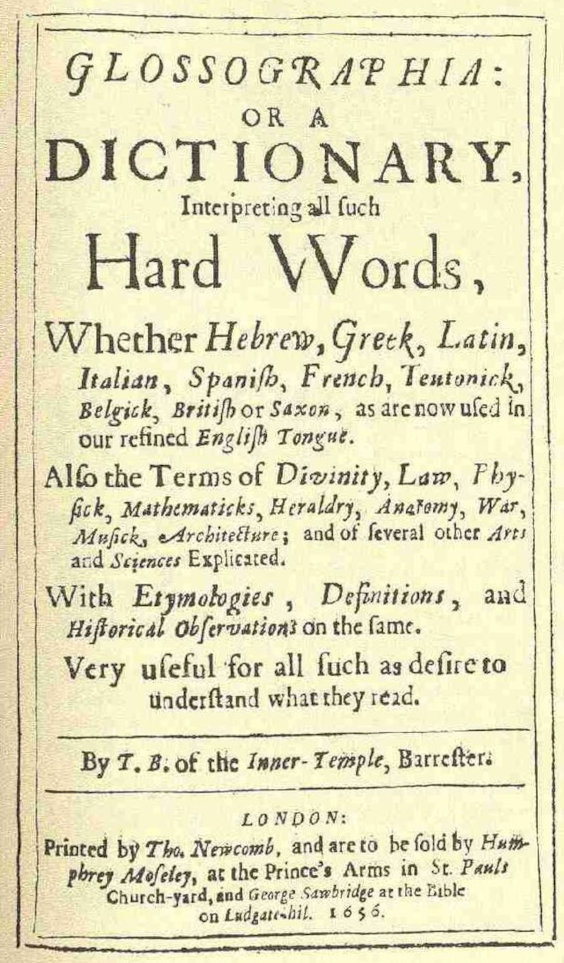 GLOSSOGRAPHIA:
OR A
DICTIONARY,
Interpreting all ſuch
Hard Words,
Whether Hebrew, Greek, Latin,
Italian, Spaniſh, French, Teutonick,
Belgick, Britiſh or Saxon, as are now uſed in
our refined Engliſh Tongue.
Alſo the Terms of Divinity, Law, Phy-
ſick, Mathematicks, Heraldry, Anatomy, War,
Muſick, Architecture; and of ſeveral other Arts
and Sciences Explicated.
With Etymologies, Definitions, and
Hiſtorical Obſervations on the ſame.
Very uſeful for all ſuch as deſire to
underſtand what they read.
By T. B. of the Inner-Temple, Barreſter.
LONDON:
Printed by Tho. Newcomb, and are to be ſold by Hum-
phrey Moſeley, at the Prince's Arms in St. Pauls
Church-yard, and George Sawbridge at the Bible
on Ludgate-hil. 1656.